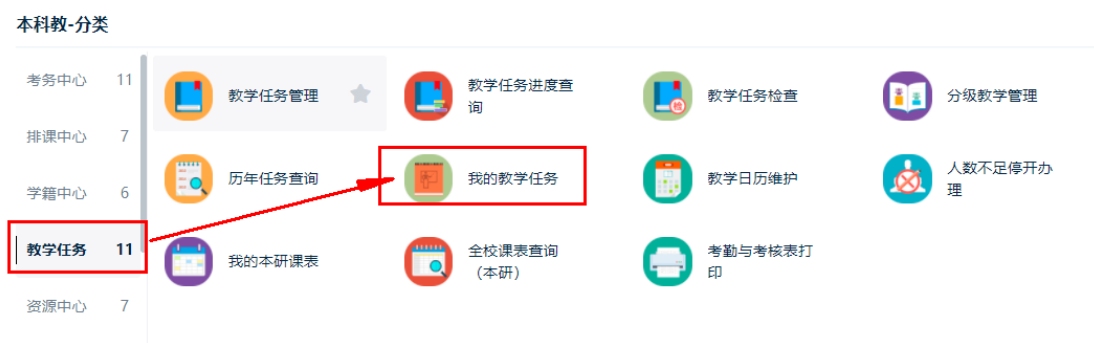 本科教-分类
考务中心 11
排课中心 7
学籍中心 6
教学任务 11
资源中心 7
教学任务管理
教学任务进度查
询
检
教学任务检查
分级教学管理
历年任务查询
我的教学任务
教学日历维护
人数不足停开办
理
我的本研课表
全校课表查询
（本研）
考勤与考核表打
印